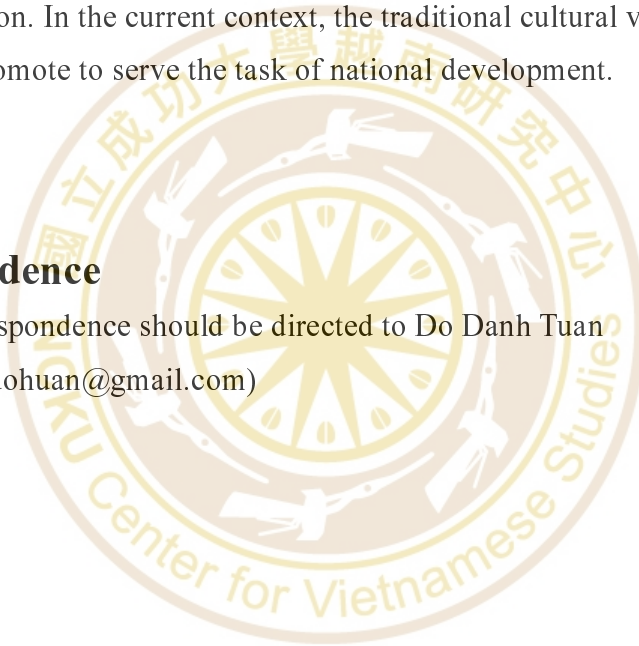 on. In the current context, the traditional cultural v
omote to serve the task of national development.
dence
spondence should be directed to Do Danh Tuan
ohuan@gmail.com)
國立成功大學越南研究中心
NCKU Center for Vietnamese Studies